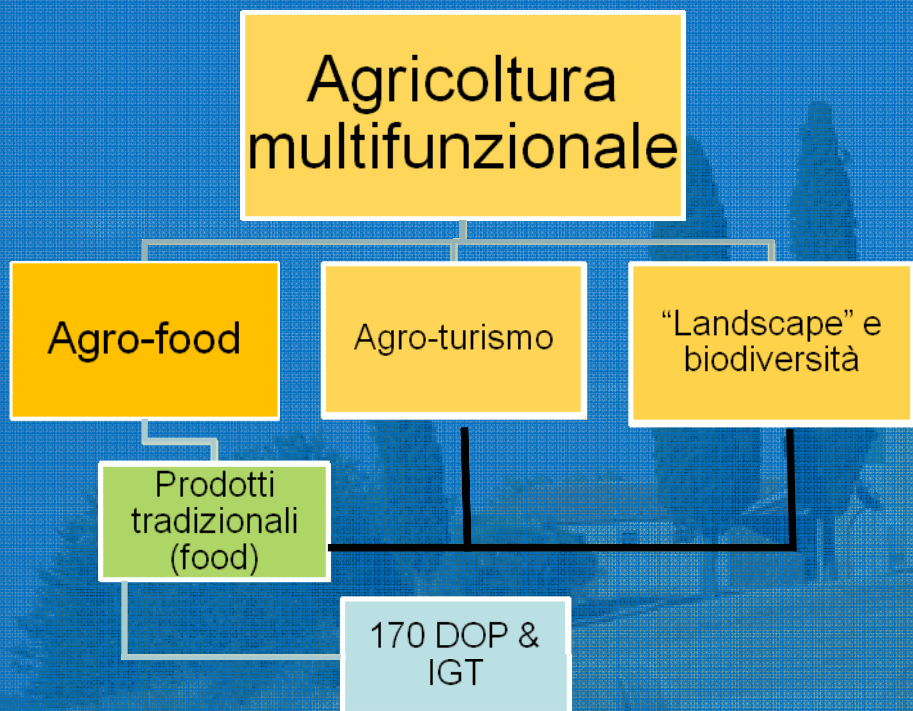 Agricoltura
multifunzionale
Agro-food
Agro-turismo
“Landscape” e
biodiversità
Prodotti
tradizionali
(food)
170 DOP &
IGT